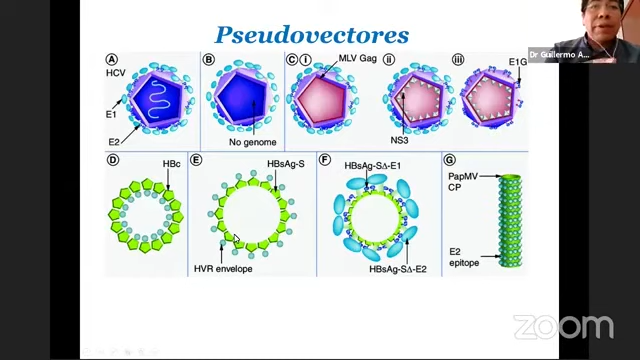 Pseudovectores
Dr Guillermo A...
A
HCV
E1
E2
B
No genome
C i
MLV Gag
ii
NS3
iii
E1G
D
HBc
E
HBsAg-S
HVR envelope
F
HBsAg-SΔ-E1
HBsAg-SΔ-E2
G
PapMV
CP
E2
epitope
zoom